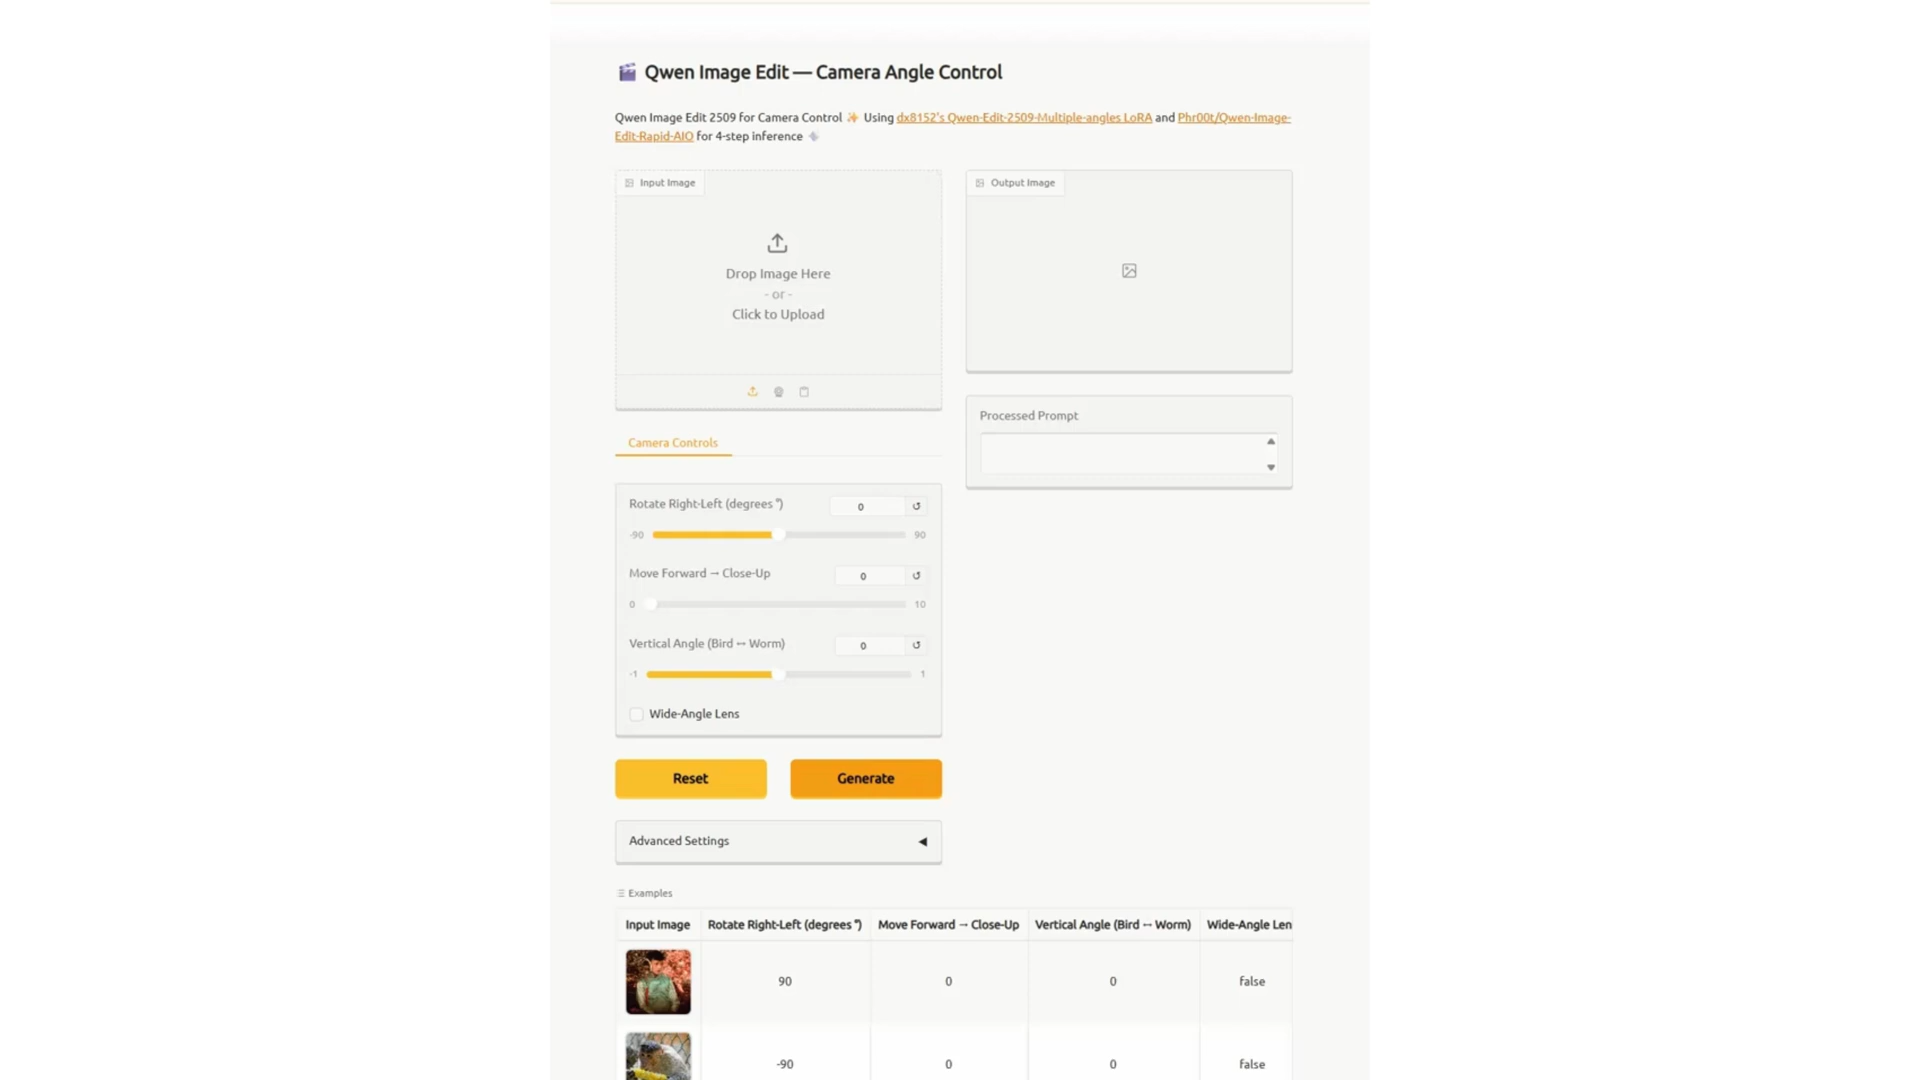 Qwen Image Edit — Camera Angle Control
Qwen Image Edit 2509 for Camera Control ✨ Using dx8152's Qwen-Edit-2509-Multiple-angles LoRA and Phr00t/Qwen-Image-
Edit-Rapid-AIO for 4-step inference
Input Image
Drop Image Here
- or -
Click to Upload
Output Image
Processed Prompt
Camera Controls
Rotate Right-Left (degrees °)
0
-90
90
Move Forward → Close-Up
0
0
10
Vertical Angle (Bird ↔ Worm)
0
-1
1
Wide-Angle Lens
Reset
Generate
Advanced Settings
Examples
Input Image Rotate Right-Left (degrees °) Move Forward → Close-Up Vertical Angle (Bird ↔ Worm) Wide-Angle Len
90 0 0 false
-90 0 0 false